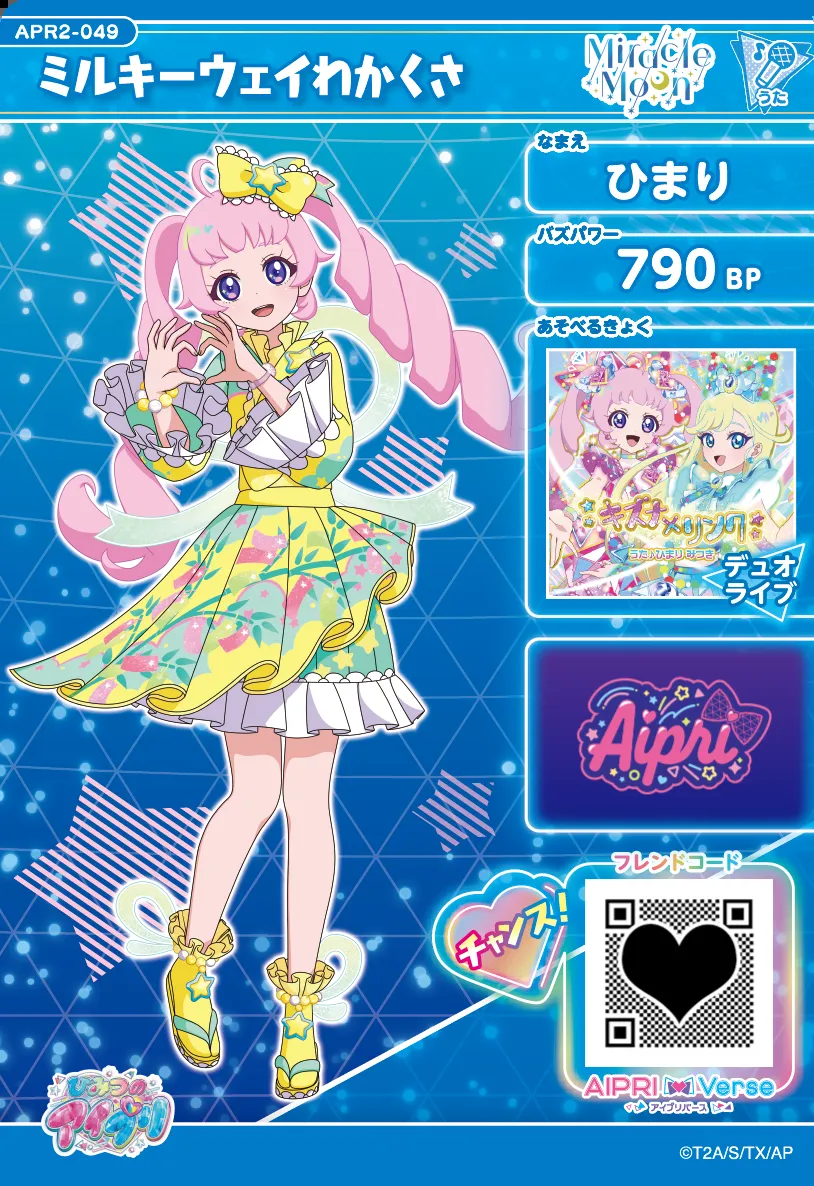 APR2-049
ミルキーウェイわかくさ
Miracle
Moon
うた
なまえ
ひまり
バズパワー
790 BP
あそべるきょく
キズナメリンク
うた♪ひまり みつき
デュオ
ライブ
Aipri
フレンドコード
チャンス!
AIPRI Verse
アイプリバース
ひみつの
アイプリ
©T2A/S/TX/AP